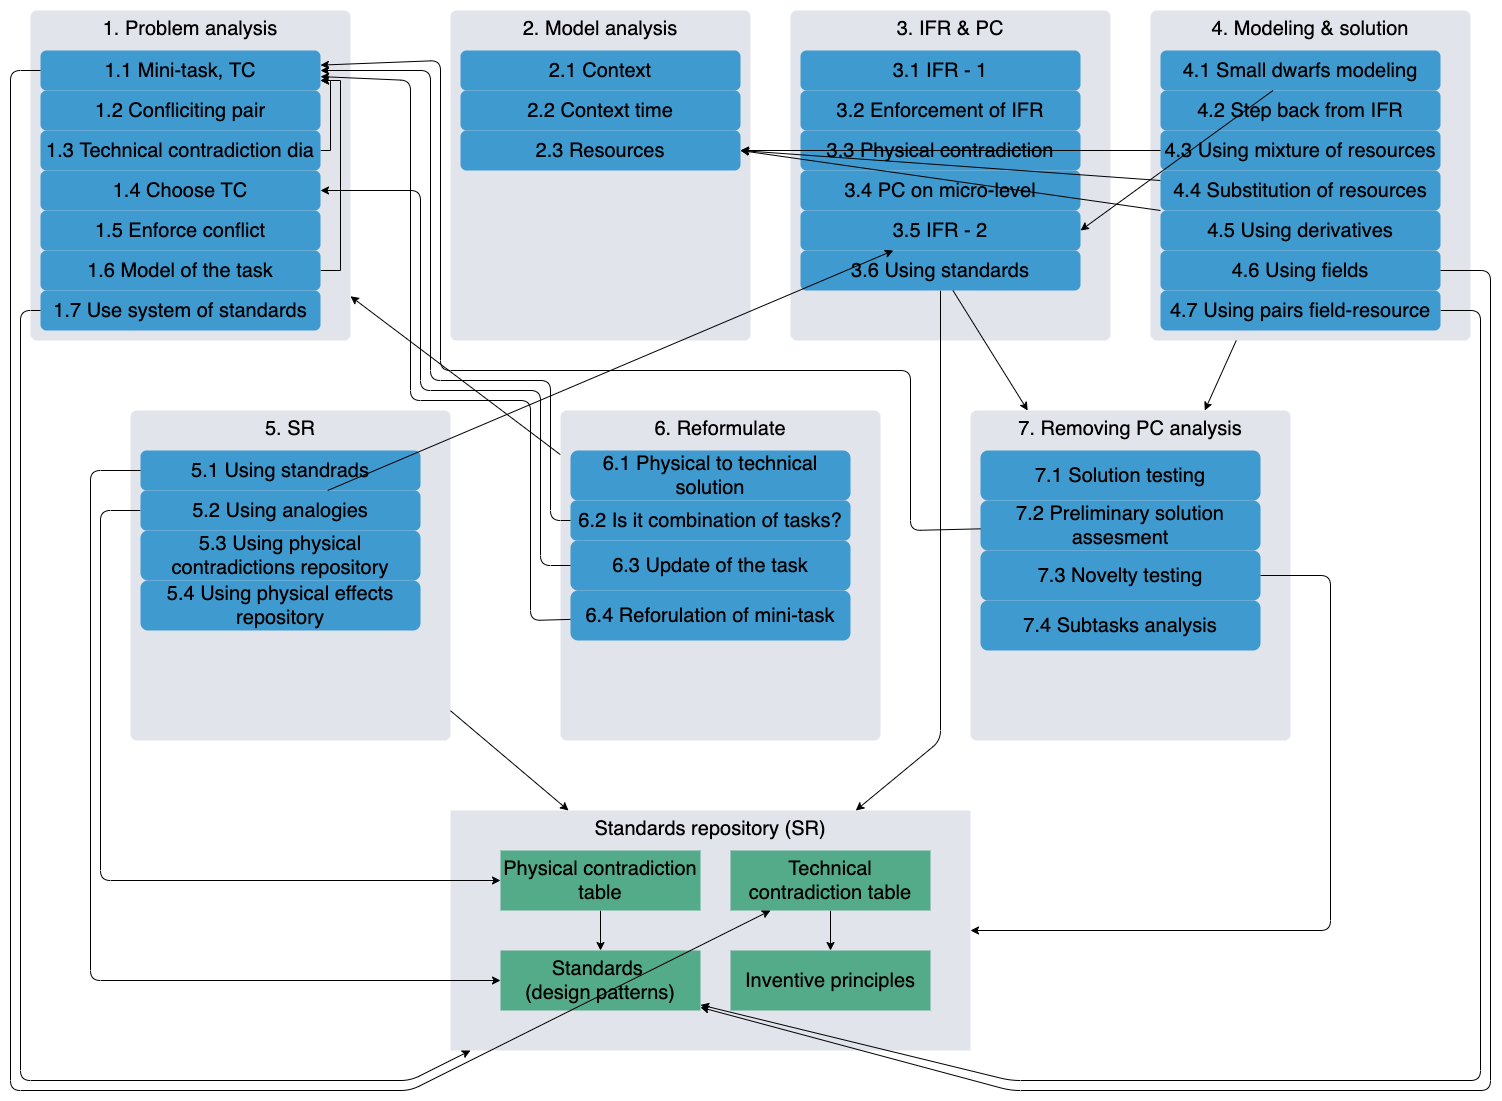 1. Problem analysis
1.1 Mini-task, TC
1.2 Confliciting pair
1.3 Technical contradiction dia
1.4 Choose TC
1.5 Enforce conflict
1.6 Model of the task
1.7 Use system of standards
2. Model analysis
2.1 Context
2.2 Context time
2.3 Resources
3. IFR & PC
3.1 IFR - 1
3.2 Enforcement of IFR
3.3 Physical contradiction
3.4 PC on micro-level
3.5 IFR - 2
3.6 Using standards
4. Modeling & solution
4.1 Small dwarfs modeling
4.2 Step back from IFR
4.3 Using mixture of resources
4.4 Substitution of resources
4.5 Using derivatives
4.6 Using fields
4.7 Using pairs field-resource
5. SR
5.1 Using standrads
5.2 Using analogies
5.3 Using physical
contradictions repository
5.4 Using physical effects
repository
6. Reformulate
6.1 Physical to technical
solution
6.2 Is it combination of tasks?
6.3 Update of the task
6.4 Reforulation of mini-task
7. Removing PC analysis
7.1 Solution testing
7.2 Preliminary solution
assesment
7.3 Novelty testing
7.4 Subtasks analysis
Standards repository (SR)
Physical contradiction
table
Technical
contradiction table
Standards
(design patterns)
Inventive principles